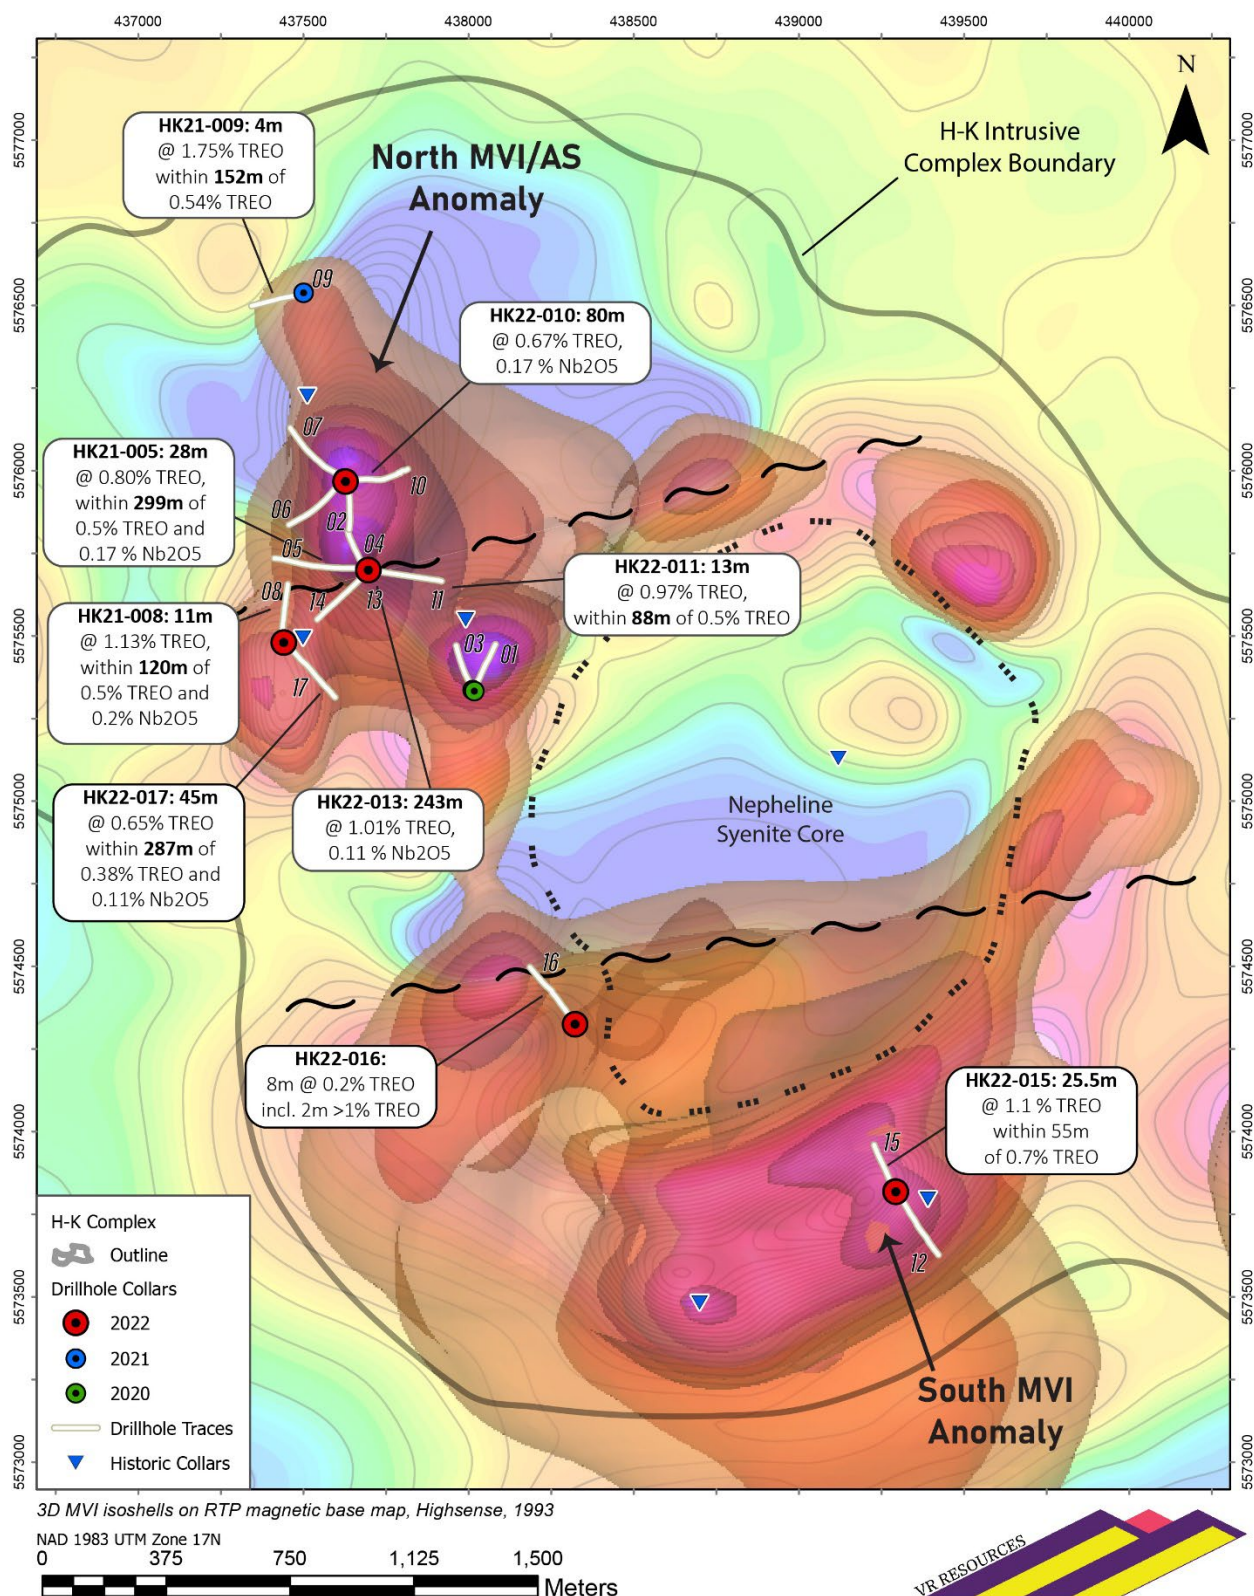 437000 437500 438000 438500 439000 439500 440000
5577000
5576500
5576000
5575500
5575000
5574500
5574000
5573500
5573000
5577000
5576500
5576000
5575500
5575000
5574500
5574000
5573500
5573000
N
H-K Intrusive
Complex Boundary
HK21-009: 4m
@ 1.75% TREO
within 152m of
0.54% TREO
North MVI/AS
Anomaly
09
HK22-010: 80m
@ 0.67% TREO,
0.17 % Nb2O5
07
10
06
02
HK21-005: 28m
@ 0.80% TREO,
within 299m of
0.5% TREO and
0.17 % Nb2O5
05
04
08
14
13
11
HK22-011: 13m
@ 0.97% TREO,
within 88m of 0.5% TREO
HK21-008: 11m
@ 1.13% TREO,
within 120m of
0.5% TREO and
0.2% Nb2O5
03
01
17
HK22-017: 45m
@ 0.65% TREO
within 287m of
0.38% TREO and
0.11% Nb2O5
HK22-013: 243m
@ 1.01% TREO,
0.11 % Nb2O5
Nepheline
Syenite Core
16
HK22-016:
8m @ 0.2% TREO
incl. 2m >1% TREO
HK22-015: 25.5m
@ 1.1 % TREO
within 55m
of 0.7% TREO
15
12
South MVI
Anomaly
H-K Complex
Outline
Drillhole Collars
2022
2021
2020
Drillhole Traces
Historic Collars
3D MVI isoshells on RTP magnetic base map, Highsense, 1993
NAD 1983 UTM Zone 17N
0 375 750 1,125 1,500
Meters
VR RESOURCES